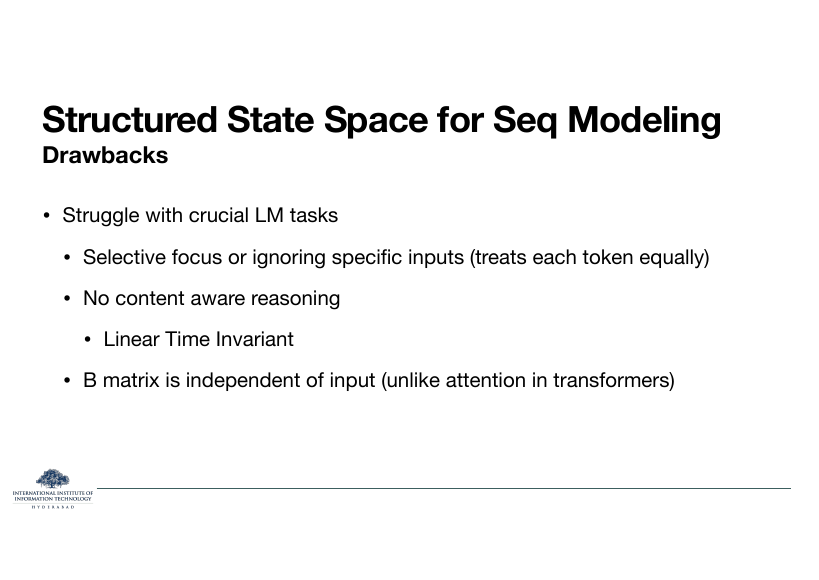 Structured State Space for Seq Modeling
Drawbacks
• Struggle with crucial LM tasks
• Selective focus or ignoring specific inputs (treats each token equally)
• No content aware reasoning
• Linear Time Invariant
• B matrix is independent of input (unlike attention in transformers)
INTERNATIONAL INSTITUTE OF
INFORMATION TECHNOLOGY
HYDERABAD